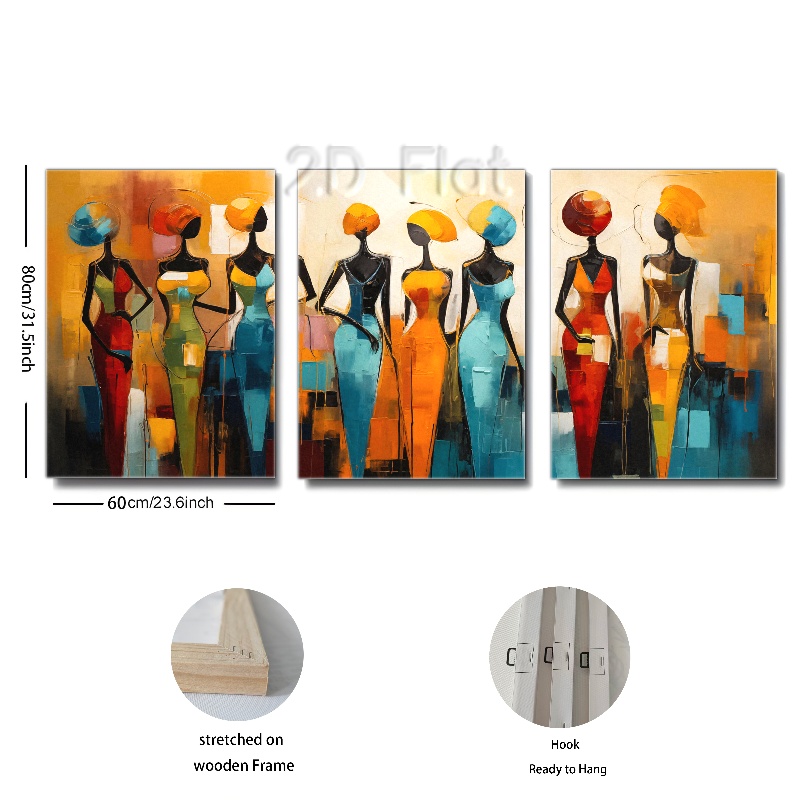 2D Flat
80cm/31.5inch
60cm/23.6inch
stretched on
wooden Frame
Hook
Ready to Hang